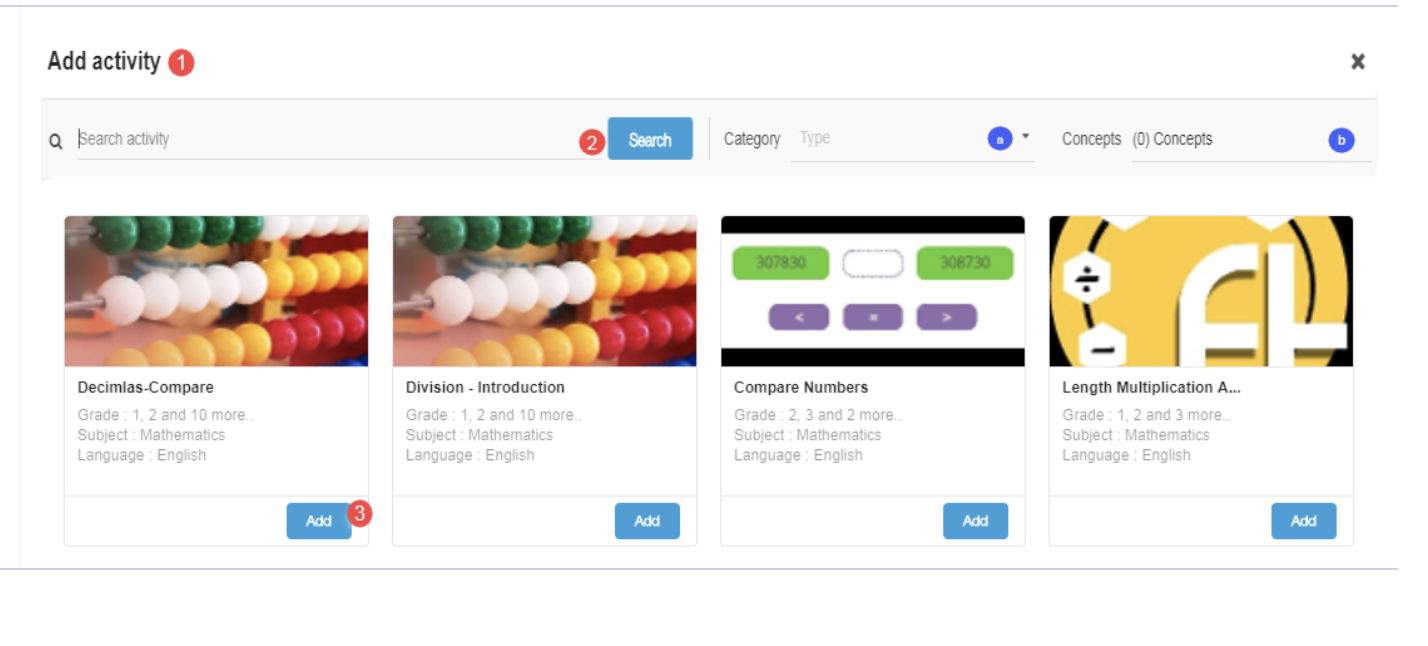 Add activity 1
Search activity 2 Search Category Type a Concepts (0) Concepts b
307830 308730
< = >
Decimlas-Compare
Grade : 1, 2 and 10 more..
Subject : Mathematics
Language : English
Add 3
Division - Introduction
Grade : 1, 2 and 10 more..
Subject : Mathematics
Language : English
Add
Compare Numbers
Grade : 2, 3 and 2 more..
Subject : Mathematics
Language : English
Add
Length Multiplication A...
Grade : 1, 2 and 3 more..
Subject : Mathematics
Language : English
Add